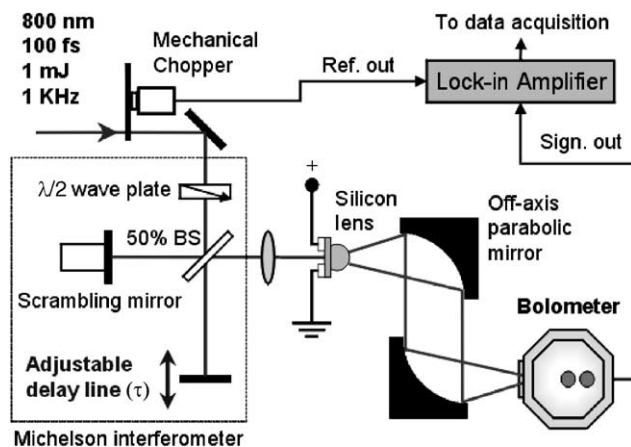 800 nm
100 fs
1 mJ
1 KHz
Mechanical
Chopper
To data acquisition
Ref. out
Lock-in Amplifier
Sign. out
λ/2 wave plate
+
Silicon
lens
Off-axis
parabolic
mirror
50% BS
Scrambling mirror
Bolometer
Adjustable
delay line (τ)
Michelson interferometer